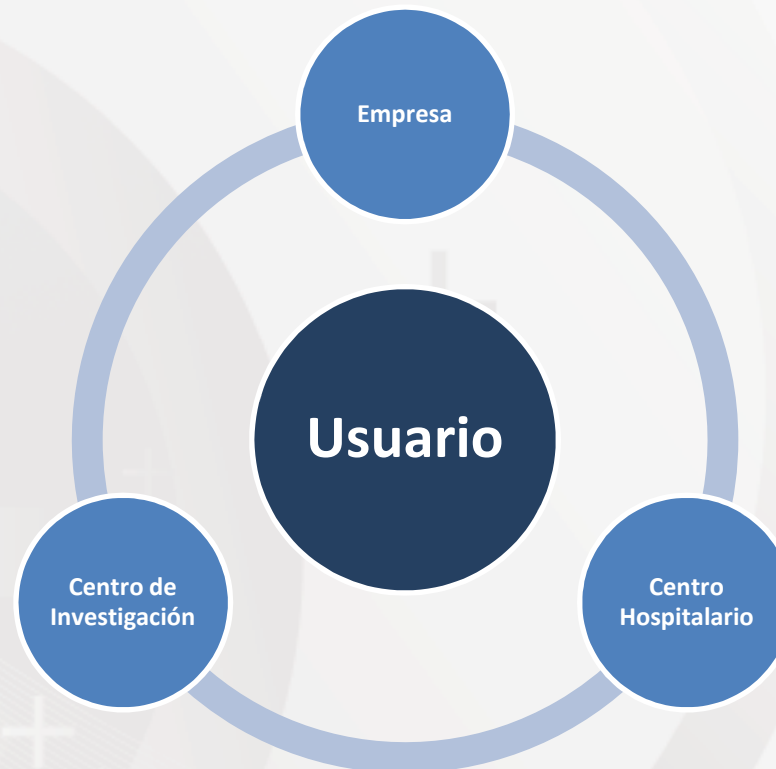 Empresa
Usuario
Centro de
Investigación
Centro
Hospitalario